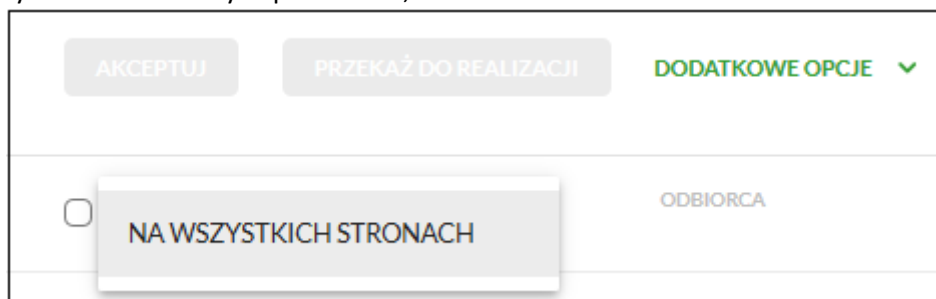 AKCEPTUJ PRZEKAŻ DO REALIZACJI DODATKOWE OPCJE
ODBIORCA
NA WSZYSTKICH STRONACH